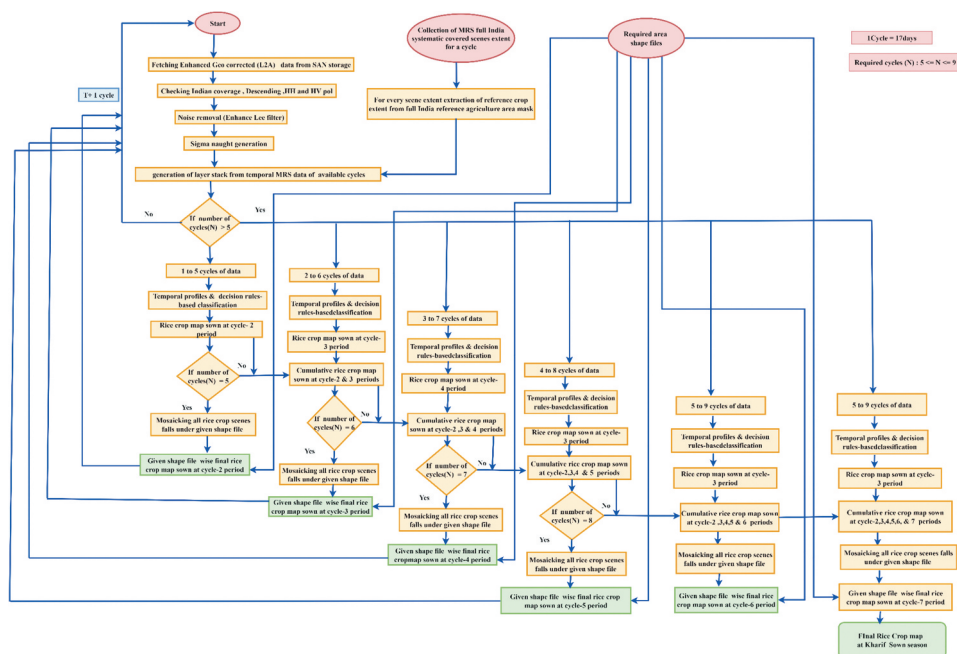 Start
Collection of MRS full India
systematic covered scenes extent
for a cycle
Required area
shape files
1Cycle = 17days
Required cycles (N) : 5 <= N <= 9
Fetching Enhanced Geo corrected (L2A) data from SAN storage
T+ 1 cycle
Checking Indian coverage , Descending ,HH and HV pol
For every scene extent extraction of reference crop
extent from full India reference agriculture area mask
Noise removal (Enhance Lee filter)
Sigma naught generation
generation of layer stack from temporal MRS data of available cycles
No
If number of
cycles(N) > 5
Yes
1 to 5 cycles of data
Temporal profiles & decision rules-
based classification
Rice crop map sown at cycle- 2
period
If number of
cycles(N) = 5
No
Yes
Mosaicking all rice crop scenes
falls under given shape file
Given shape file wise final rice
crop map sown at cycle-2 period
2 to 6 cycles of data
Temporal profiles & decision
rules-basedclassification
Rice crop map sown at cycle-
3 period
Cumulative rice crop map
sown at cycle-2 & 3 periods
If number of
cycles(N) = 6
No
Yes
Mosaicking all rice crop scenes
falls under given shape file
Given shape file wise final rice
crop map sown at cycle-3 period
3 to 7 cycles of data
Temporal profiles & decision
rules-basedclassification
Rice crop map sown at cycle-
4 period
Cumulative rice crop map
sown at cycle-2 ,3 & 4 periods
If number of
cycles(N) = 7
No
Yes
Mosaicking all rice crop scenes
falls under given shape file
Given shape file wise final rice
cropmap sown at cycle-4 period
4 to 8 cycles of data
Temporal profiles & decision
rules-basedclassification
Rice crop map sown at cycle-
3 period
Cumulative rice crop map sown
at cycle-2,3,4 & 5 periods
If number of
cycles(N) = 8
No
Yes
Mosaicking all rice crop scenes
falls under given shape file
Given shape file wise final rice crop
map sown at cycle-5 period
5 to 9 cycles of data
Temporal profiles & decision
rules-basedclassification
Rice crop map sown at cycle-
3 period
Cumulative rice crop map sown
at cycle-2 ,3,4,5 & 6 periods
Mosaicking all rice crop scenes
falls under given shape file
Given shape file wise final rice
crop map sown at cycle-6 period
5 to 9 cycles of data
Temporal profiles & decision
rules-basedclassification
Rice crop map sown at cycle-
3 period
Cumulative rice crop map sown
at cycle-2,3,4,5,6, & 7 periods
Mosaicking all rice crop scenes falls
under given shape file
Given shape file wise final rice
crop map sown at cycle-7 period
FInal Rice Crop map
at Kharif Sown season